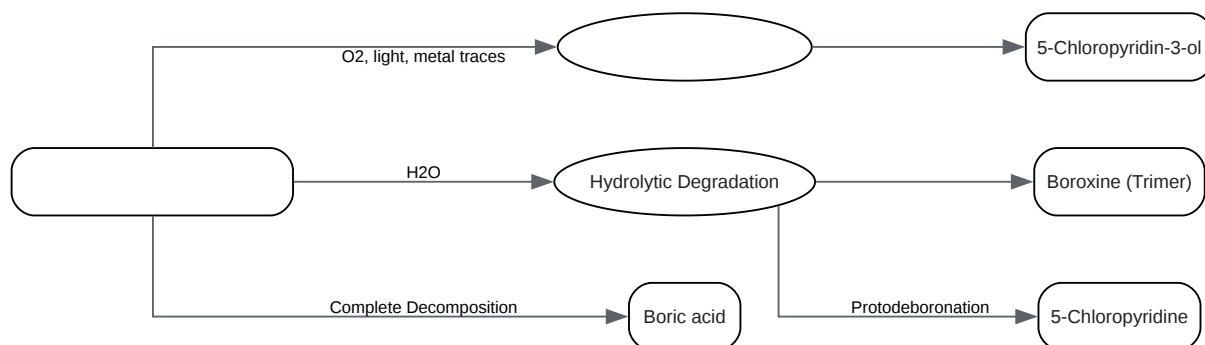 5-Chloropyridin-3-ol
O2, light, metal traces
H2O
Hydrolytic Degradation
Boroxine (Trimer)
Complete Decomposition
Boric acid
Protodeboronation
5-Chloropyridine